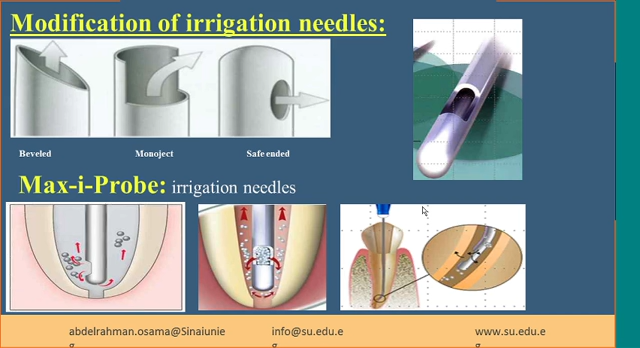 Modification of irrigation needles:
Beveled
Monoject
Safe ended
Max-i-Probe: irrigation needles
abdelrahman.osama@Sinaiunie
g
info@su.edu.e
g
www.su.edu.e
g